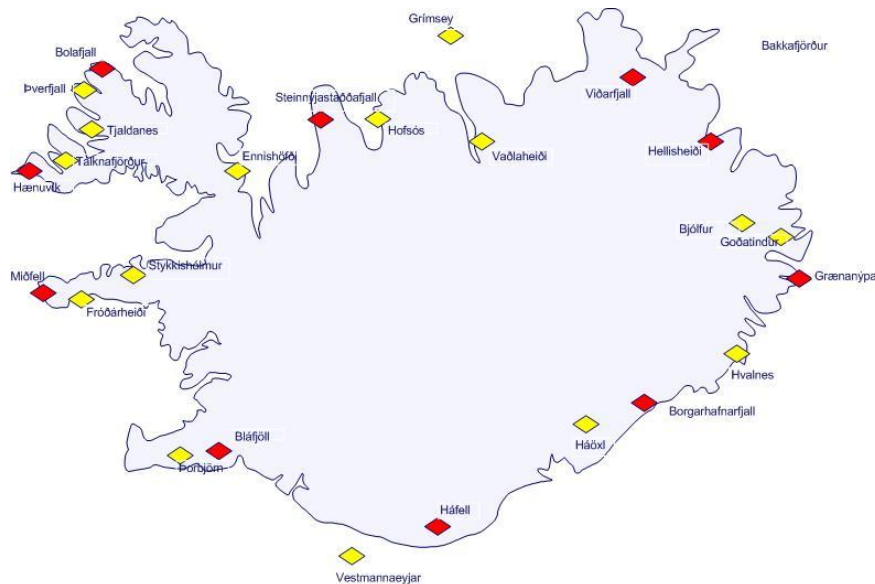 Grímsey
Bakkafjörður
Bolafjall
Þverfjall
Steinnýjastaððafjall
Viðarfjall
Tjaldanes
Hofsós
Vaðlaheiði
Hellisheiði
Tálknafjörður
Ennishöfði
Hænuvík
Bjólfur
Goðatindur
Stykkishólmur
Miðfell
Grænanýpa
Fróðárheiði
Hvalnes
Borgarhafnarfjall
Bláfjöll
Háöxl
Þorbjörn
Háfell
Vestmannaeyjar